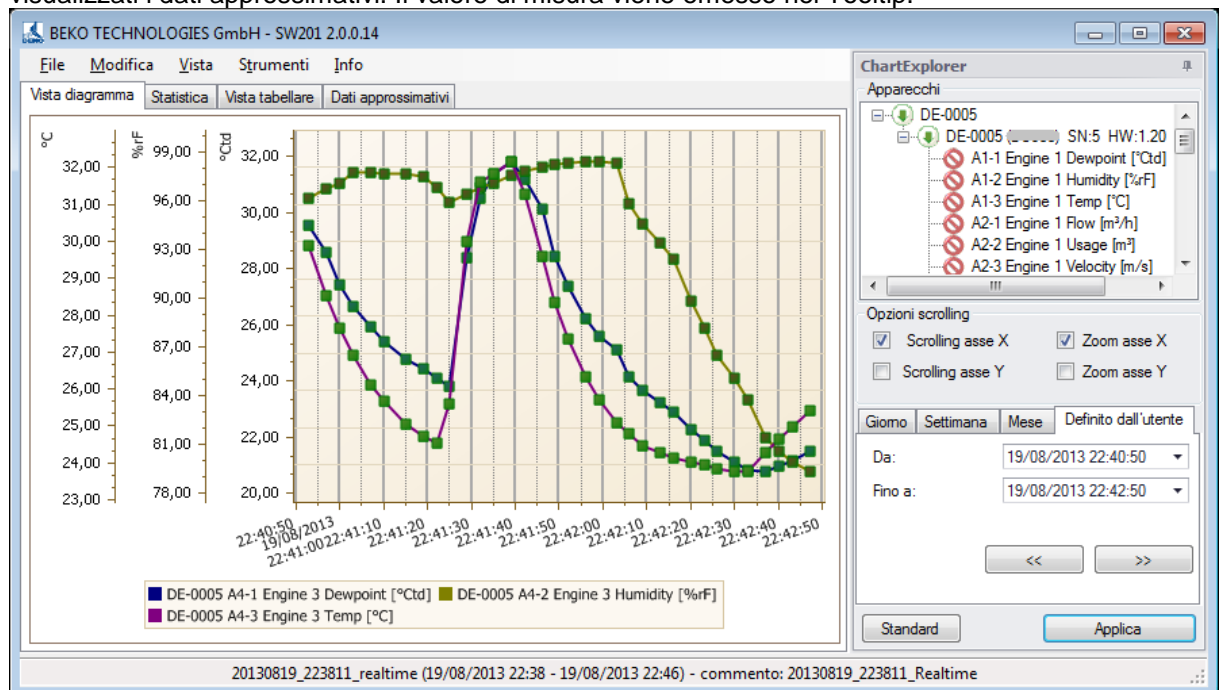 visualizzati i dati approssimativi. Il valore di misura viene emesso nel Tooltip.
BEKO TECHNOLOGIES GmbH - SW201 2.0.0.14
File Modifica Vista Strumenti Info
Vista diagramma Statistica Vista tabellare Dati approssimativi
°C %rF °Ctd
32,00
31,00
30,00
29,00
28,00
27,00
26,00
25,00
24,00
23,00
99,00
96,00
93,00
90,00
87,00
84,00
81,00
78,00
32,00
30,00
28,00
26,00
24,00
22,00
20,00
22:40:50
19/08/2013
22:41:00
22:41:10
22:41:20
22:41:30
22:41:40
22:41:50
22:42:00
22:42:10
22:42:20
22:42:30
22:42:40
22:42:50
DE-0005 A4-1 Engine 3 Dewpoint [°Ctd] DE-0005 A4-2 Engine 3 Humidity [%rF]
DE-0005 A4-3 Engine 3 Temp [°C]
ChartExplorer
Apparecchi
DE-0005
DE-0005 ( ) SN:5 HW:1.20
A1-1 Engine 1 Dewpoint [°Ctd]
A1-2 Engine 1 Humidity [%rF]
A1-3 Engine 1 Temp [°C]
A2-1 Engine 1 Flow [m³/h]
A2-2 Engine 1 Usage [m³]
A2-3 Engine 1 Velocity [m/s]
Opzioni scrolling
Scrolling asse X Zoom asse X
Scrolling asse Y Zoom asse Y
Giorno Settimana Mese Definito dall'utente
Da: 19/08/2013 22:40:50
Fino a: 19/08/2013 22:42:50
<< >>
Standard Applica
20130819_223811_realtime (19/08/2013 22:38 - 19/08/2013 22:46) - commento: 20130819_223811_Realtime